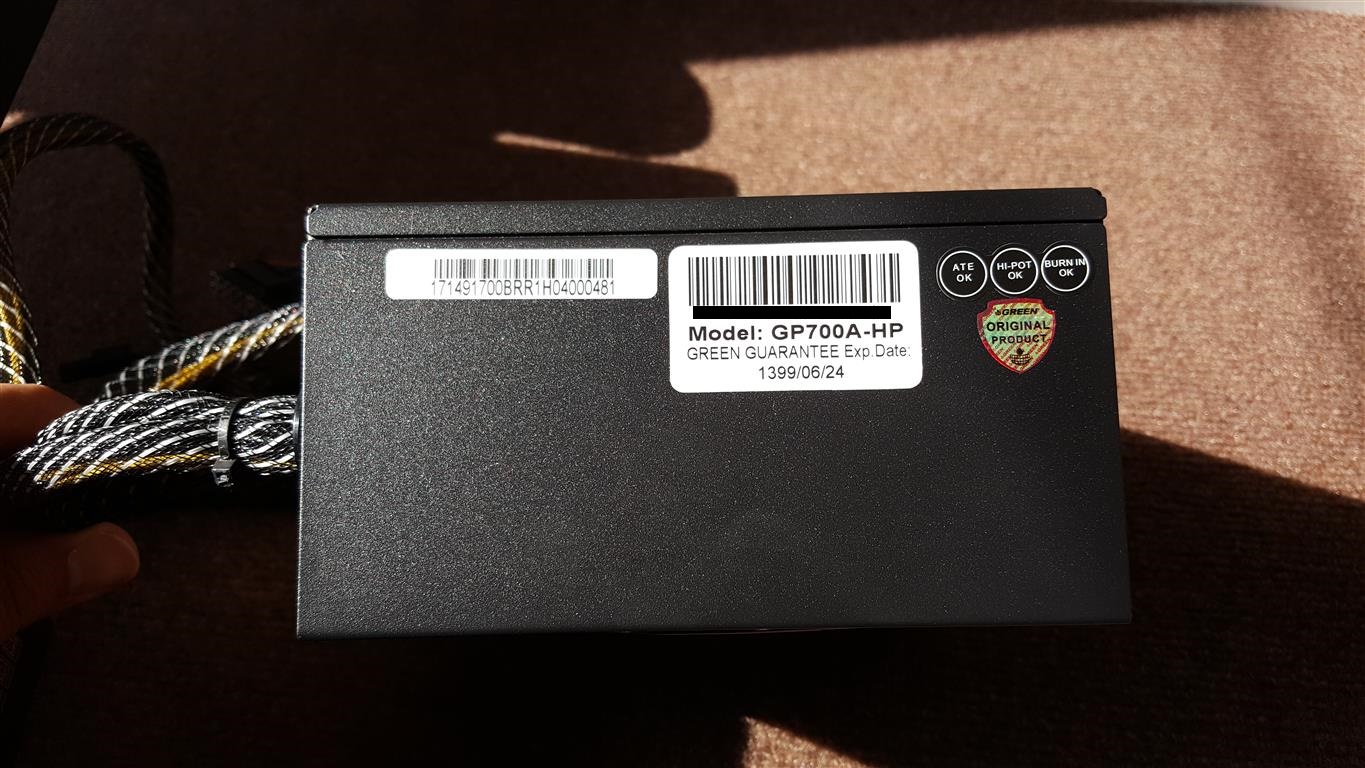 171491700BRR1H04000481
Model: GP700A-HP
GREEN GUARANTEE Exp.Date:
1399/06/24
ATE
OK
HI-POT
OK
BURN IN
OK
GREEN
ORIGINAL
PRODUCT